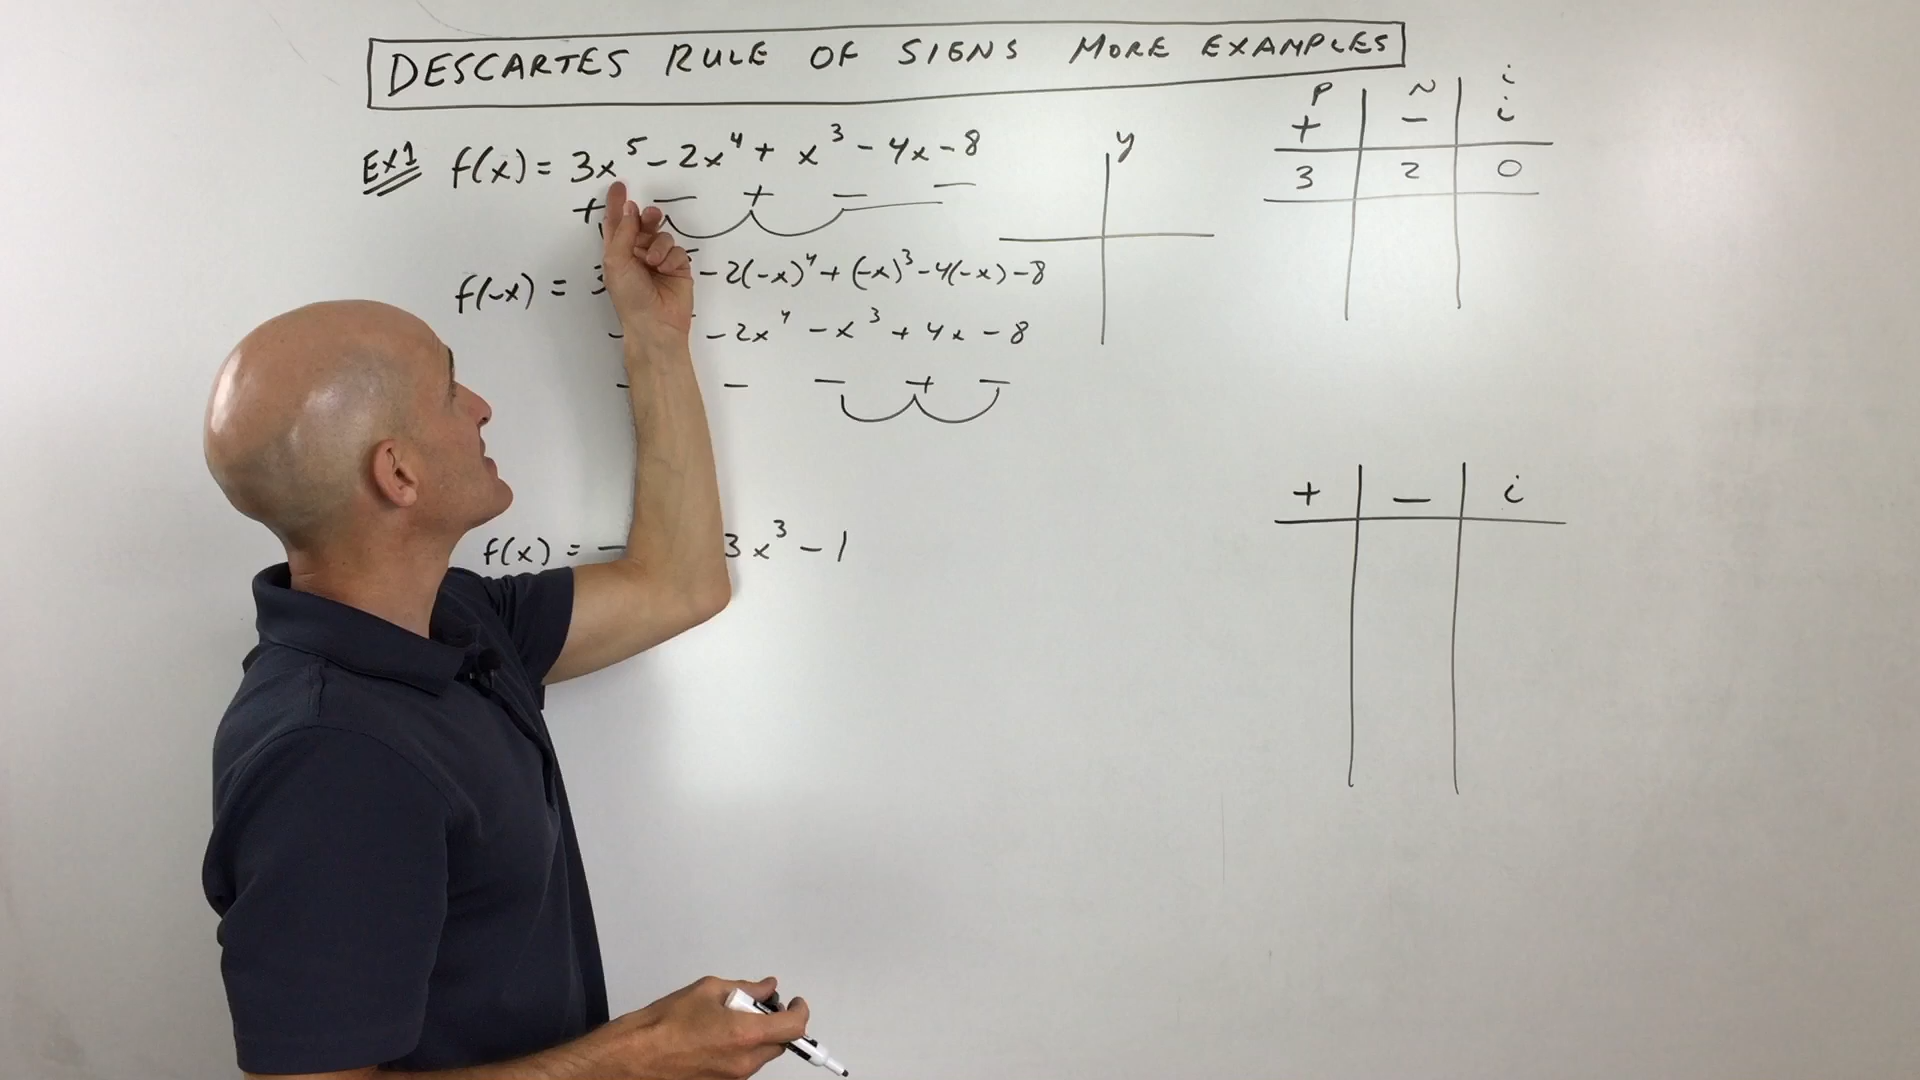 DESCARTES RULE OF SIGNS MORE EXAMPLES
Ex1 f(x) = 3x⁵ - 2x⁴ + x³ - 4x - 8
+ - + - -
f(-x) = 3 - 2(-x)⁴ + (-x)³ - 4(-x) - 8
- - 2x⁴ - x³ + 4x - 8
- - - + -
f(x) = - 3x³ - 1
y
P N i
+ - i
3 2 0
+ - i